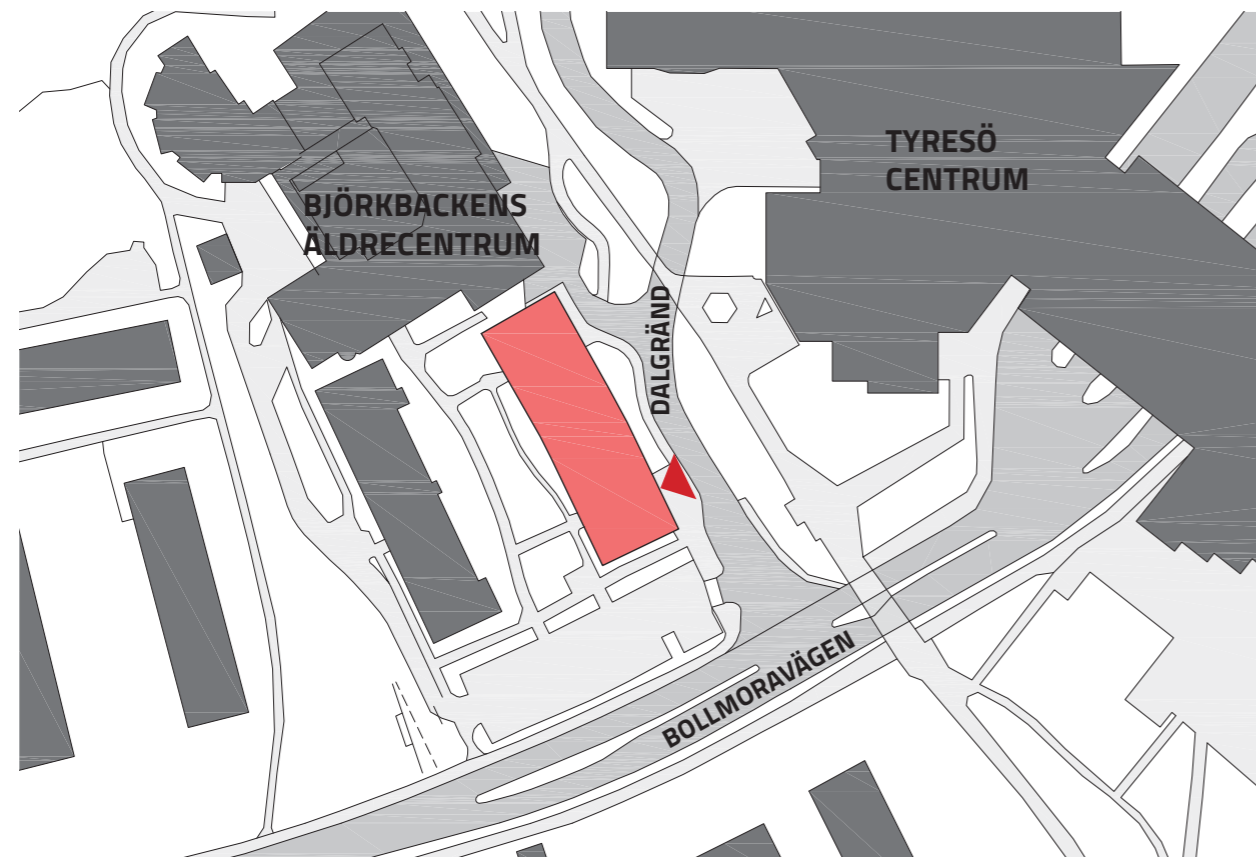 TYRESÖ
CENTRUM
BJÖRKBACKENS
ÄLDRECENTRUM
DALGRÄND
BOLLMORAVÄGEN